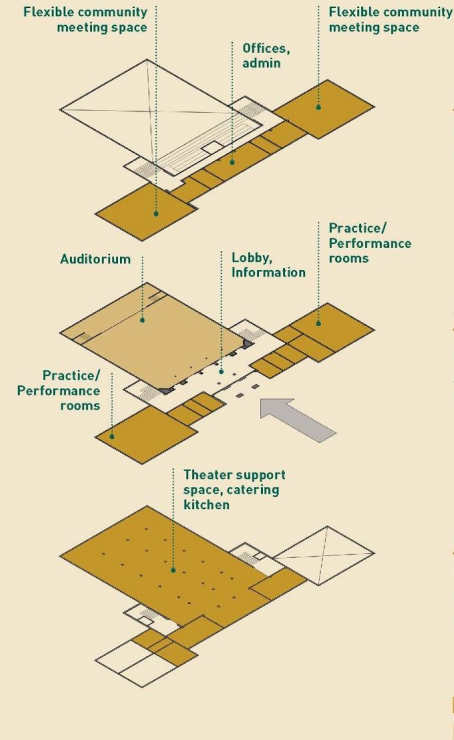 Flexible community
meeting space
Flexible community
meeting space
Offices,
admin
Auditorium
Lobby,
Information
Practice/
Performance
rooms
Practice/
Performance
rooms
Theater support
space, catering
kitchen